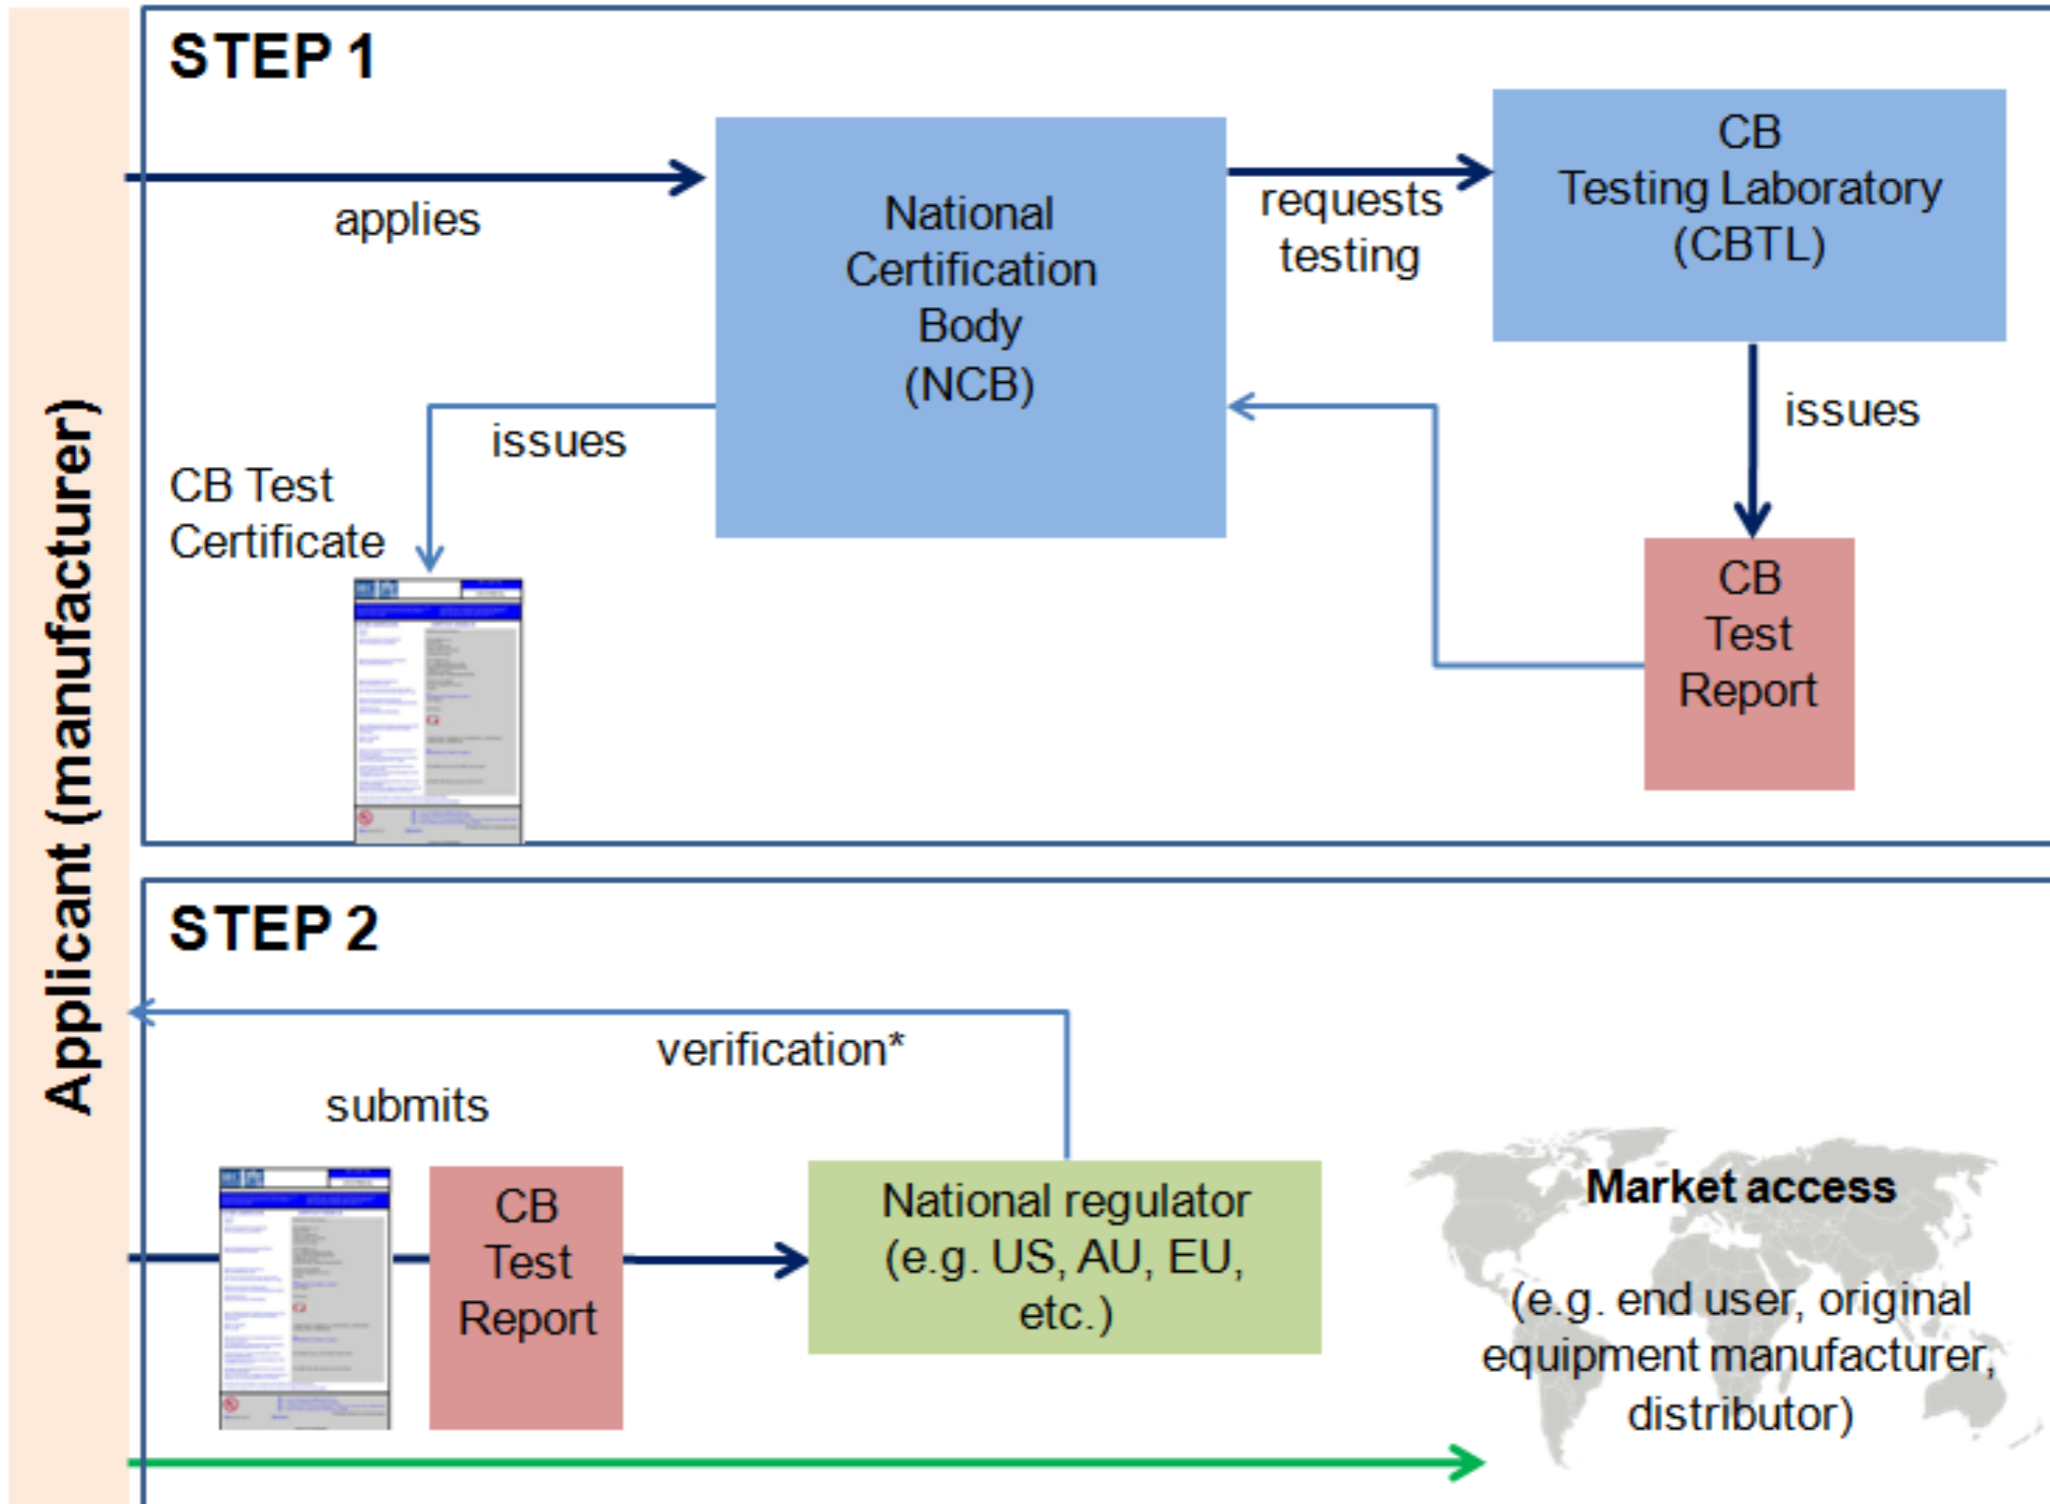 Applicant (manufacturer)
STEP 1
applies
National
Certification
Body
(NCB)
requests
testing
CB
Testing Laboratory
(CBTL)
issues
CB
Test
Report
issues
CB Test
Certificate
STEP 2
verification*
submits
CB
Test
Report
National regulator
(e.g. US, AU, EU,
etc.)
Market access
(e.g. end user, original
equipment manufacturer,
distributor)